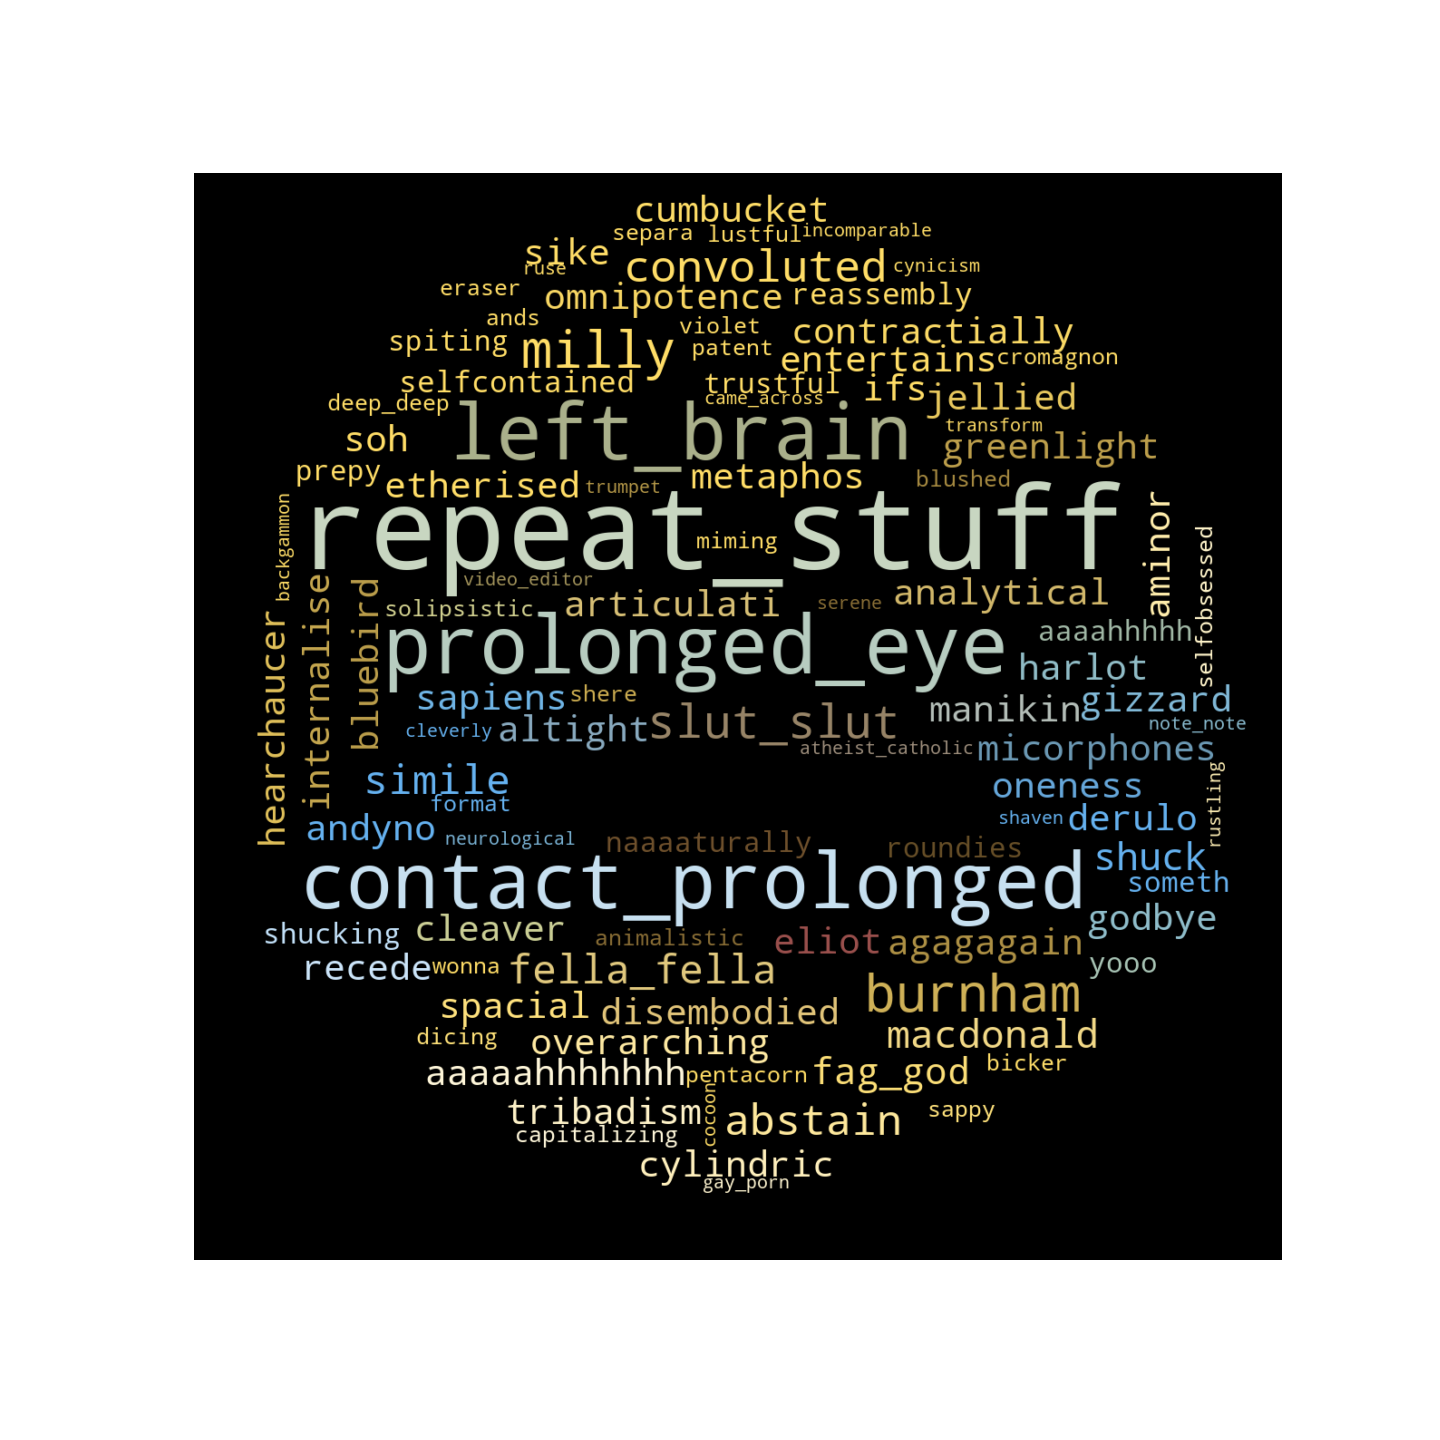 cumbucket
separa
lustful
incomparable
sike
ruse
convoluted
cynicism
eraser
omnipotence
reassembly
ands
violet
contractially
spiting
milly
patent
entertains
cromagnon
selfcontained
trustful
ifs
jellied
deep_deep
came_across
left_brain
transform
soh
greenlight
prepy
etherised
trumpet
metaphos
blushed
repeat_stuff
miming
aminor
backgammon
selfobsessed
video_editor
internalise
bluebird
solipsistic
articulati
serene
analytical
hearchaucer
prolonged_eye
aaaahhhhh
harlot
sapiens
shere
manikin
gizzard
cleverly
altight
slut_slut
note_note
atheist_catholic
micorphones
simile
format
oneness
rustling
andyno
neurological
naaaaturally
roundies
shaven
derulo
contact_prolonged
shuck
someth
godbye
shucking
cleaver
animalistic
eliot
agagagain
recede
wonna
fella_fella
yooo
burnham
spacial
disembodied
macdonald
dicing
overarching
bicker
aaaaahhhhhhh
pentacorn
fag_god
tribadism
cocoon
abstain
sappy
capitalizing
cylindric
gay_porn